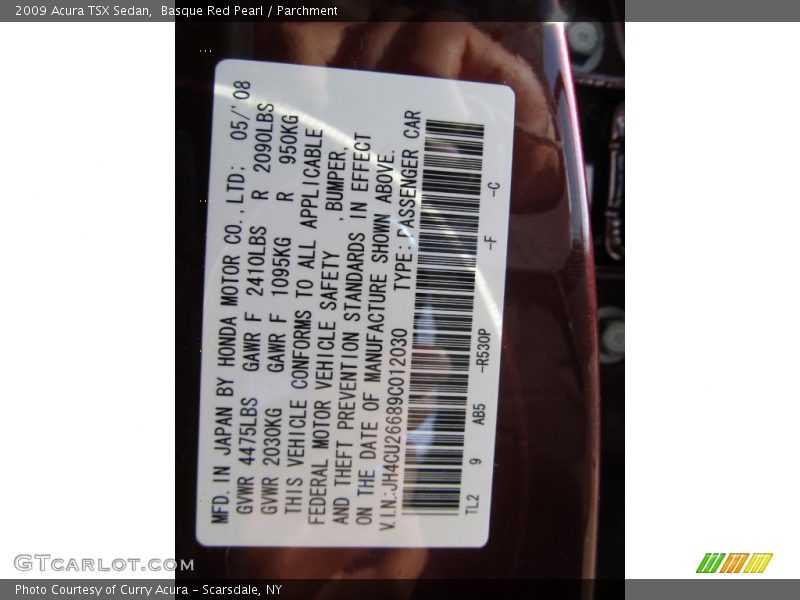 2009 Acura TSX Sedan,  Basque Red Pearl / Parchment
MFD. IN JAPAN BY HONDA MOTOR CO.,LTD; 05/'08
GVWR 4475LBS GAWR F 2410LBS R 2090LBS
GVWR 2030KG GAWR F 1095KG R 950KG
THIS VEHICLE CONFORMS TO ALL APPLICABLE
FEDERAL MOTOR VEHICLE SAFETY ,BUMPER,
AND THEFT PREVENTION STANDARDS IN EFFECT
ON THE DATE OF MANUFACTURE SHOWN ABOVE.
V.I.N.:JH4CU26689C012030 TYPE:PASSENGER CAR
TL2 9 AB5 -R530P -F -C
GTCARLOT.COM
Photo Courtesy of Curry Acura - Scarsdale, NY